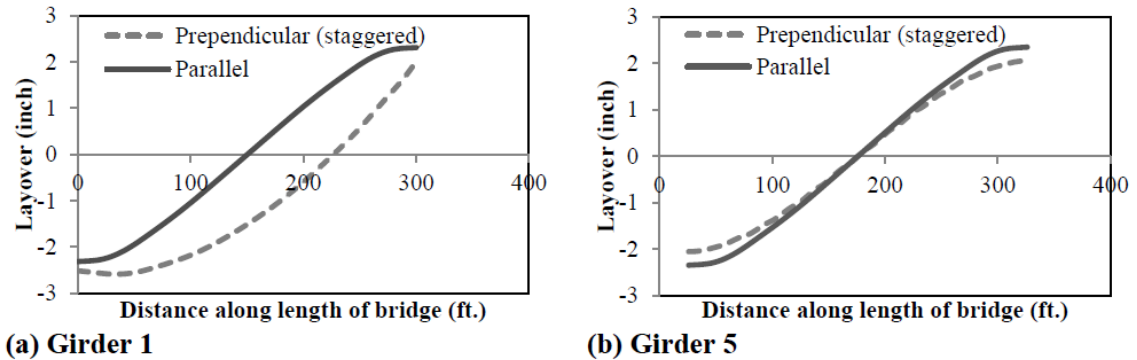 3
2
1
0
-1
-2
-3
0
100
200
300
400
Prependicular (staggered)
Parallel
Layover (inch)
Distance along length of bridge (ft.)
(a) Girder 1
3
2
1
0
-1
-2
-3
0
100
200
300
400
Prependicular (staggered)
Parallel
Layover (inch)
Distance along length of bridge (ft.)
(b) Girder 5